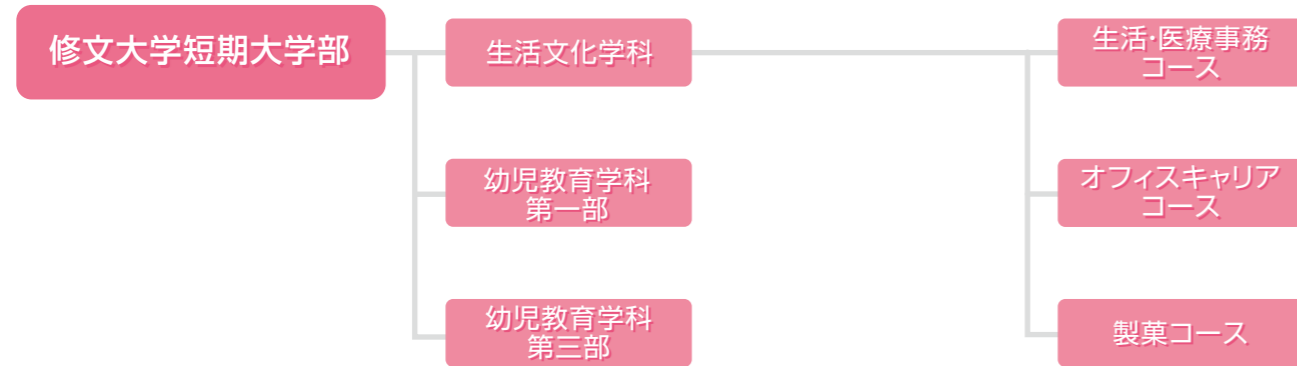 修文大学短期大学部
生活文化学科
生活・医療事務
コース
幼児教育学科
第一部
オフィスキャリア
コース
幼児教育学科
第三部
製菓コース